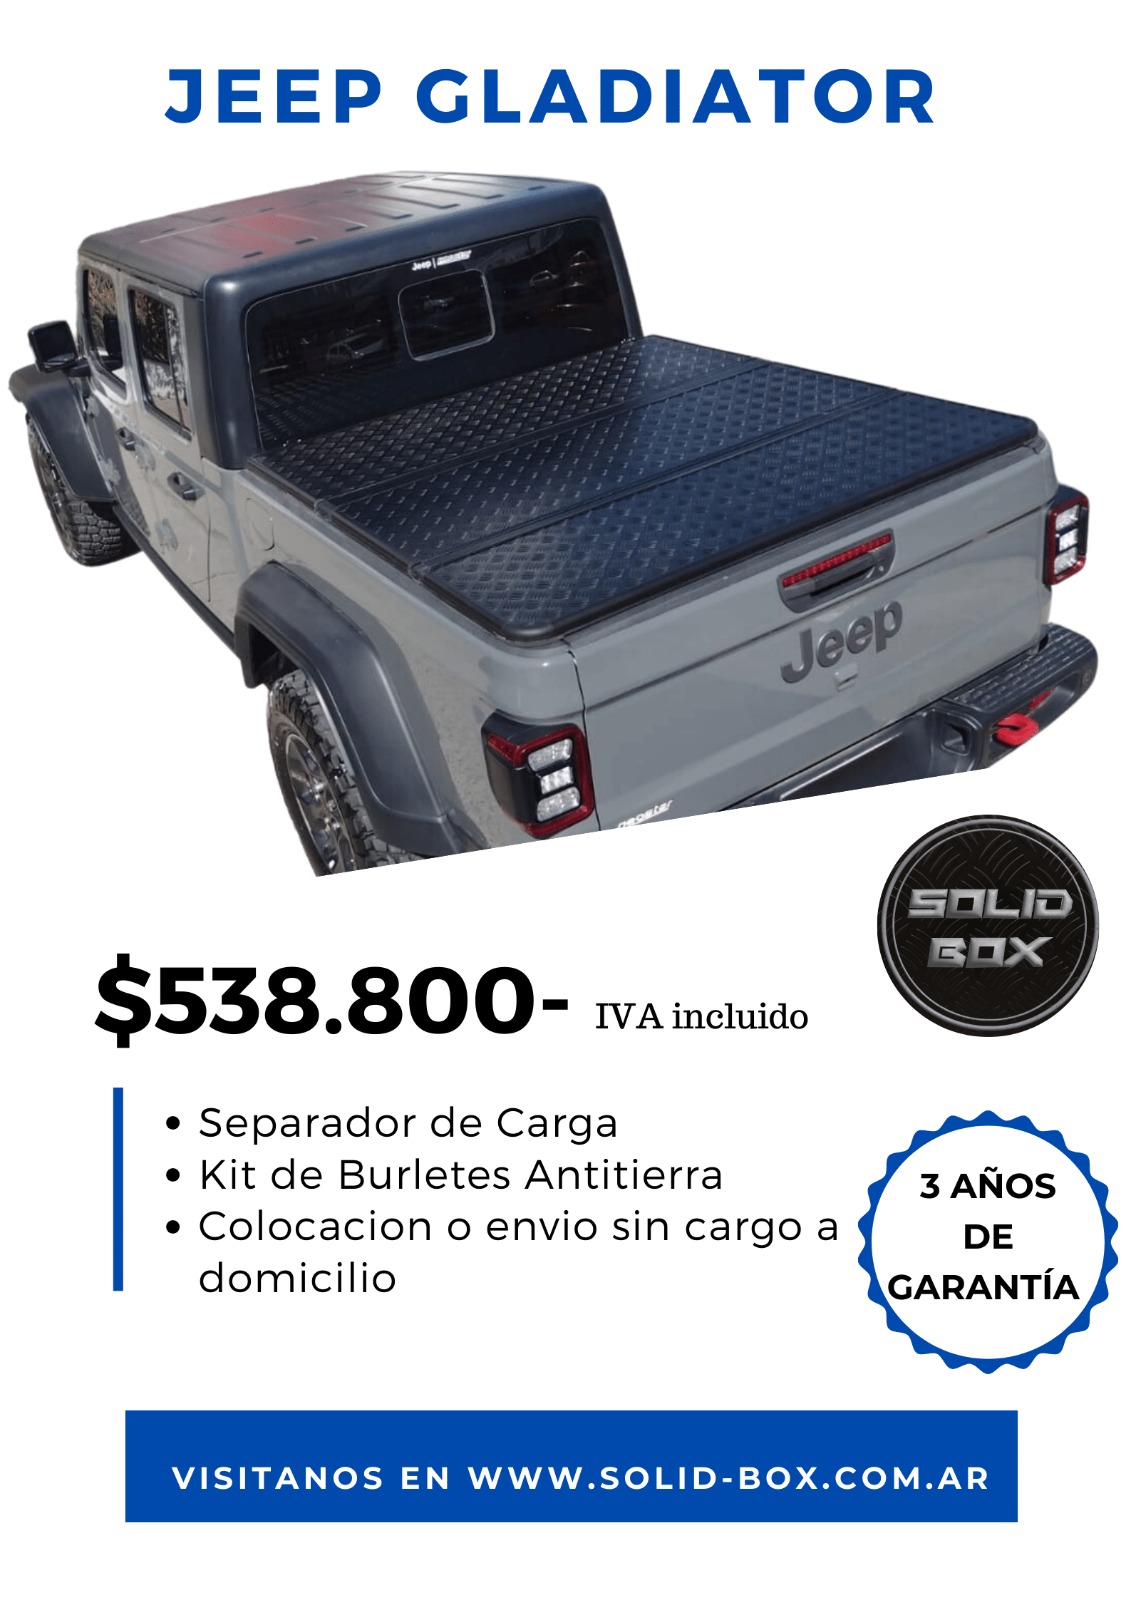 JEEP GLADIATOR
Jeep
Jeep
SOLID
BOX
$538.800- IVA incluido
• Separador de Carga
• Kit de Burletes Antitierra
• Colocacion o envio sin cargo a
domicilio
3 AÑOS
DE
GARANTÍA
VISITANOS EN WWW.SOLID-BOX.COM.AR